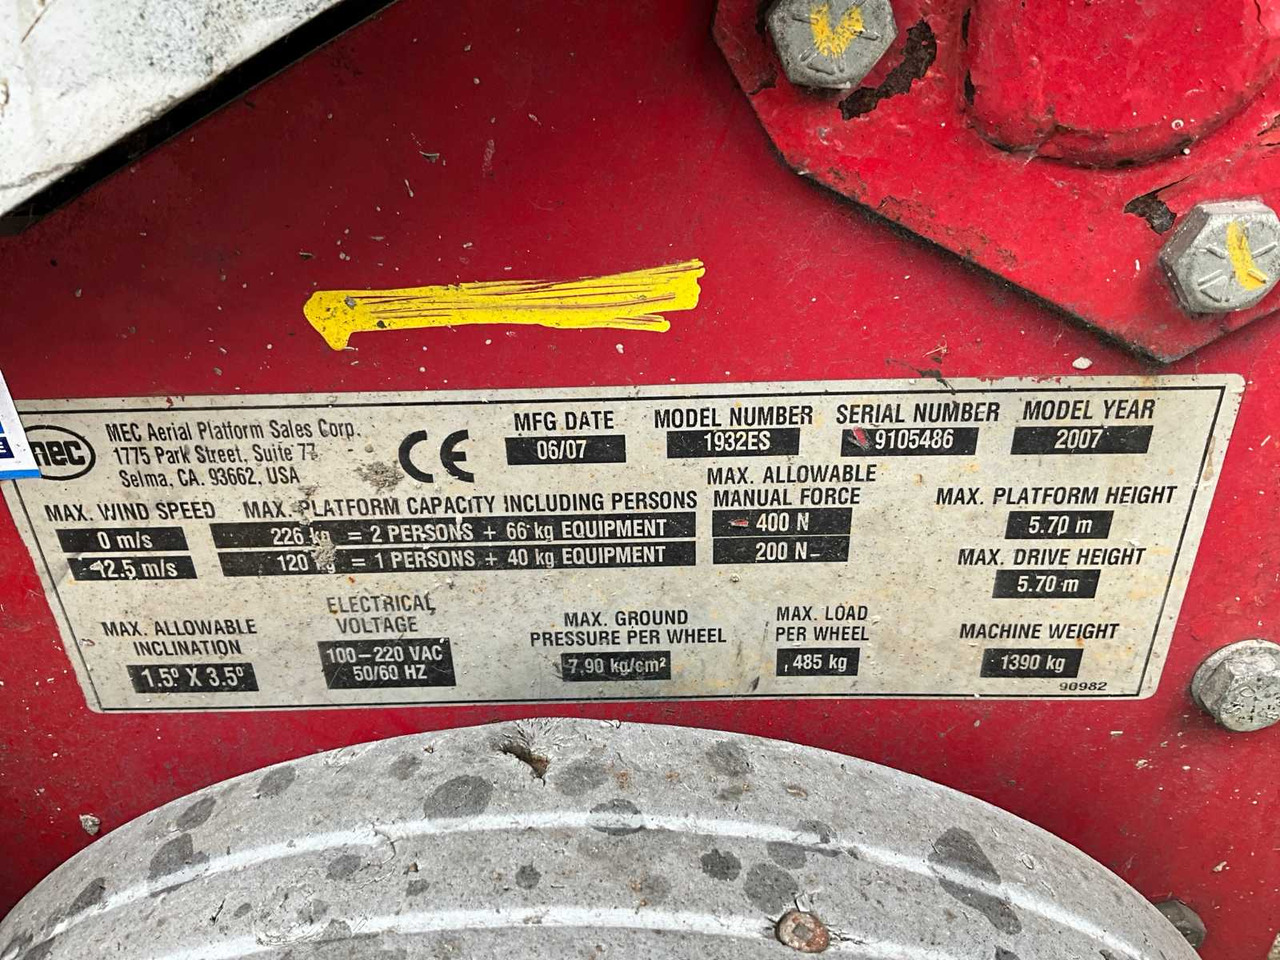 MEC Aerial Platform Sales Corp.
1775 Park Street, Suite 77
Selma, CA. 93662, USA
CE
MFG DATE
06/07
MODEL NUMBER
1932ES
SERIAL NUMBER
9105486
MODEL YEAR
2007
MAX. WIND SPEED
0 m/s
12.5 m/s
MAX. PLATFORM CAPACITY INCLUDING PERSONS
226 kg = 2 PERSONS + 66 kg EQUIPMENT
120 kg = 1 PERSONS + 40 kg EQUIPMENT
MAX. ALLOWABLE
MANUAL FORCE
400 N
200 N
MAX. PLATFORM HEIGHT
5.70 m
MAX. DRIVE HEIGHT
5.70 m
MAX. ALLOWABLE
INCLINATION
1.5º X 3.5º
ELECTRICAL
VOLTAGE
100-220 VAC
50/60 HZ
MAX. GROUND
PRESSURE PER WHEEL
7.90 kg/cm²
MAX. LOAD
PER WHEEL
485 kg
MACHINE WEIGHT
1390 kg
90982